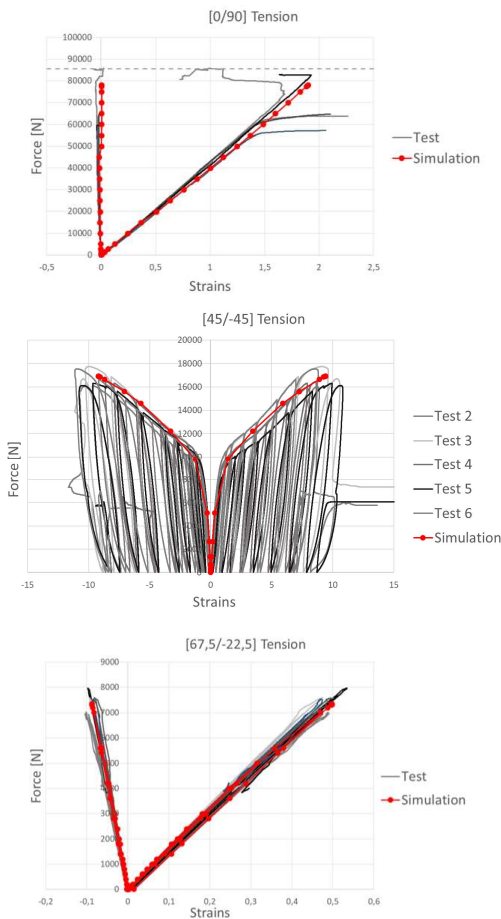 [0/90] Tension
100000
90000
80000
70000
60000
50000
40000
30000
20000
10000
0
Force [N]
-0,5 0 0,5 1 1,5 2 2,5
Strains
Test
Simulation
[45/-45] Tension
20000
18000
16000
14000
12000
Force [N]
-15 -10 -5 0 5 10 15
Strains
Test 2
Test 3
Test 4
Test 5
Test 6
Simulation
[67,5/-22,5] Tension
9000
8000
7000
6000
5000
4000
3000
2000
1000
0
Force [N]
-0,2 -0,1 0 0,1 0,2 0,3 0,4 0,5 0,6
Strains
Test
Simulation